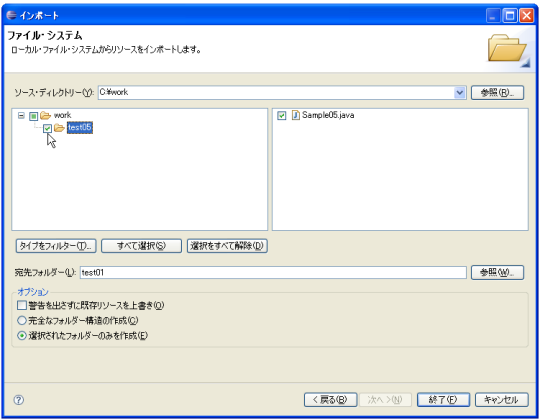 インポート
ファイル・システム
ローカル・ファイル・システムからリソースをインポートします。
ソース・ディレクトリー(Y): C:¥work 参照(R)...
work
test05
Sample05.java
タイプをフィルター(T)... すべて選択(S) 選択をすべて解除(D)
宛先フォルダー(L): test01 参照(W)...
オプション
警告を出さずに既存リソースを上書き(O)
完全なフォルダー構造の作成(C)
選択されたフォルダーのみを作成(E)
< 戻る(B) 次へ >(N) 終了(F) キャンセル